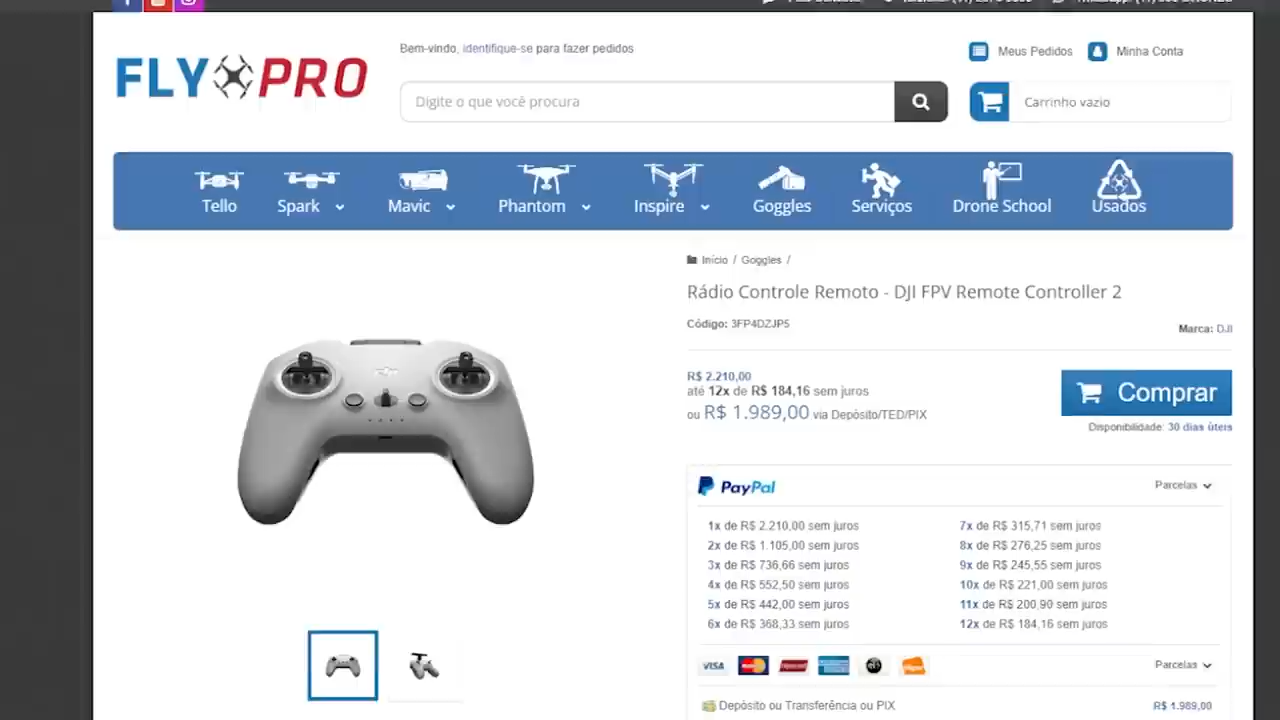 FLY PRO
Bem-vindo, identifique-se para fazer pedidos
Meus Pedidos
Minha Conta
Digite o que você procura
Carrinho vazio
Tello
Spark
Mavic
Phantom
Inspire
Goggles
Serviços
Drone School
Usados
Início / Goggles /
Rádio Controle Remoto - DJI FPV Remote Controller 2
Código: 3FP4DZJP5
Marca: DJI
R$ 2.210,00
até 12x de R$ 184,16 sem juros
ou R$ 1.989,00 via Depósito/TED/PIX
Comprar
Disponibilidade: 30 dias úteis
PayPal
Parcelas
1x de R$ 2.210,00 sem juros
2x de R$ 1.105,00 sem juros
3x de R$ 736,66 sem juros
4x de R$ 552,50 sem juros
5x de R$ 442,00 sem juros
6x de R$ 368,33 sem juros
7x de R$ 315,71 sem juros
8x de R$ 276,25 sem juros
9x de R$ 245,55 sem juros
10x de R$ 221,00 sem juros
11x de R$ 200,90 sem juros
12x de R$ 184,16 sem juros
VISA
Parcelas
Depósito ou Transferência ou PIX
R$ 1.989,00